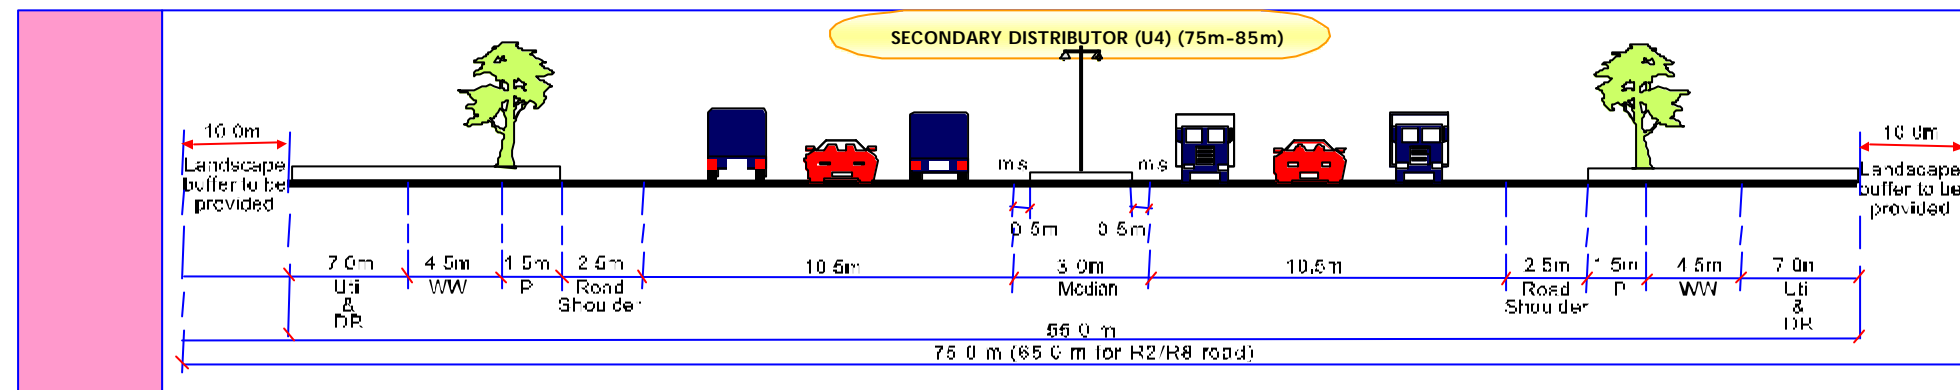 SECONDARY DISTRIBUTOR (U4) (75m-85m)
10.0m
Landscape
buffer to be
provided
m s
m s
10.0m
Landscape
buffer to be
provided
0.5m 0.5m
7.0m 4.5m 1.5m 2.5m 10.5m 3.0m 10.5m 2.5m 1.5m 4.5m 7.0m
Uti
&
DR
WW
P
Road
Shoulder
Median
Road
Shoulder
P
WW
Uti
&
DR
55.0 m
75.0 m (65.0 m for R2/R8 road)